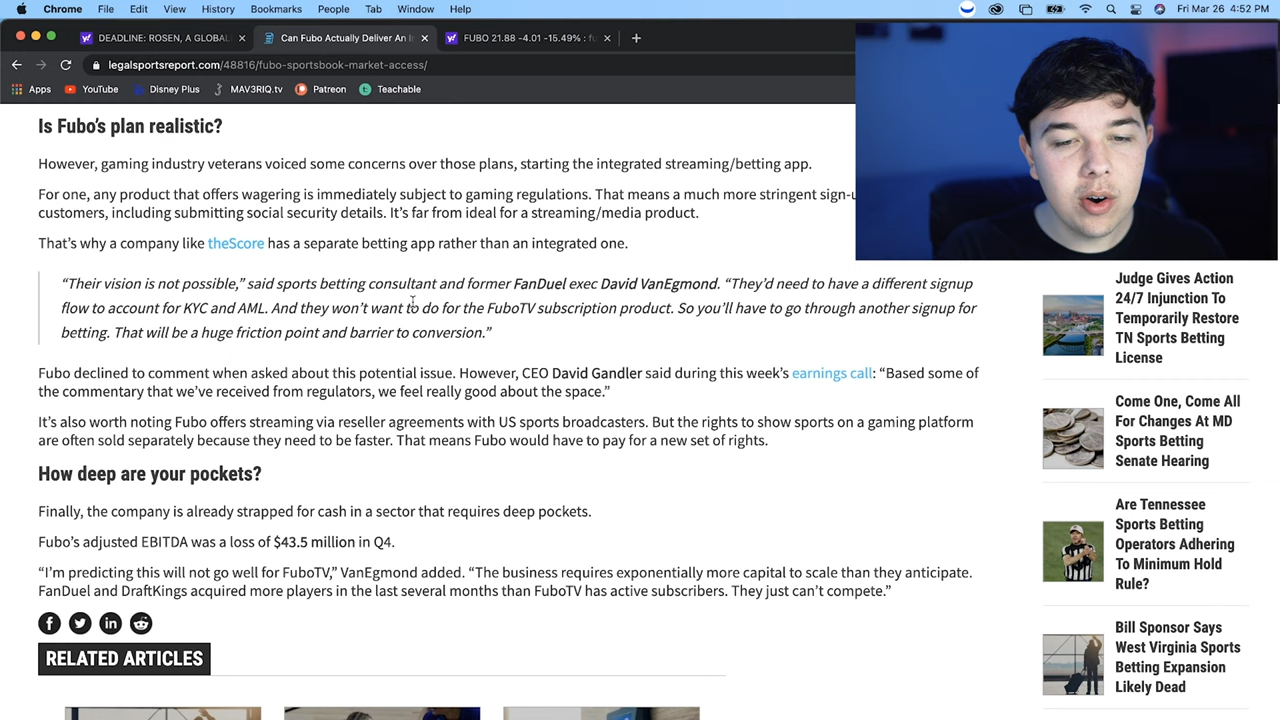 Chrome File Edit View History Bookmarks People Tab Window Help Fri Mar 26 4:52 PM
DEADLINE: ROSEN, A GLOBAL Can Fubo Actually Deliver An I FUBO 21.88 -4.01 -15.49% : fu
legalsportsreport.com/48816/fubo-sportsbook-market-access/
Apps YouTube Disney Plus MAV3RIQ.tv Patreon Teachable
Is Fubo's plan realistic?
However, gaming industry veterans voiced some concerns over those plans, starting the integrated streaming/betting app.
For one, any product that offers wagering is immediately subject to gaming regulations. That means a much more stringent sign-u
customers, including submitting social security details. It's far from ideal for a streaming/media product.
That's why a company like theScore has a separate betting app rather than an integrated one.
“Their vision is not possible,” said sports betting consultant and former FanDuel exec David VanEgmond. “They'd need to have a different signup
flow to account for KYC and AML. And they won't want to do for the FuboTV subscription product. So you'll have to go through another signup for
betting. That will be a huge friction point and barrier to conversion.”
Fubo declined to comment when asked about this potential issue. However, CEO David Gandler said during this week's earnings call: “Based some of
the commentary that we've received from regulators, we feel really good about the space.”
It's also worth noting Fubo offers streaming via reseller agreements with US sports broadcasters. But the rights to show sports on a gaming platform
are often sold separately because they need to be faster. That means Fubo would have to pay for a new set of rights.
How deep are your pockets?
Finally, the company is already strapped for cash in a sector that requires deep pockets.
Fubo's adjusted EBITDA was a loss of $43.5 million in Q4.
“I'm predicting this will not go well for FuboTV,” VanEgmond added. “The business requires exponentially more capital to scale than they anticipate.
FanDuel and DraftKings acquired more players in the last several months than FuboTV has active subscribers. They just can't compete.”
RELATED ARTICLES
Judge Gives Action
24/7 Injunction To
Temporarily Restore
TN Sports Betting
License
Come One, Come All
For Changes At MD
Sports Betting
Senate Hearing
Are Tennessee
Sports Betting
Operators Adhering
To Minimum Hold
Rule?
Bill Sponsor Says
West Virginia Sports
Betting Expansion
Likely Dead